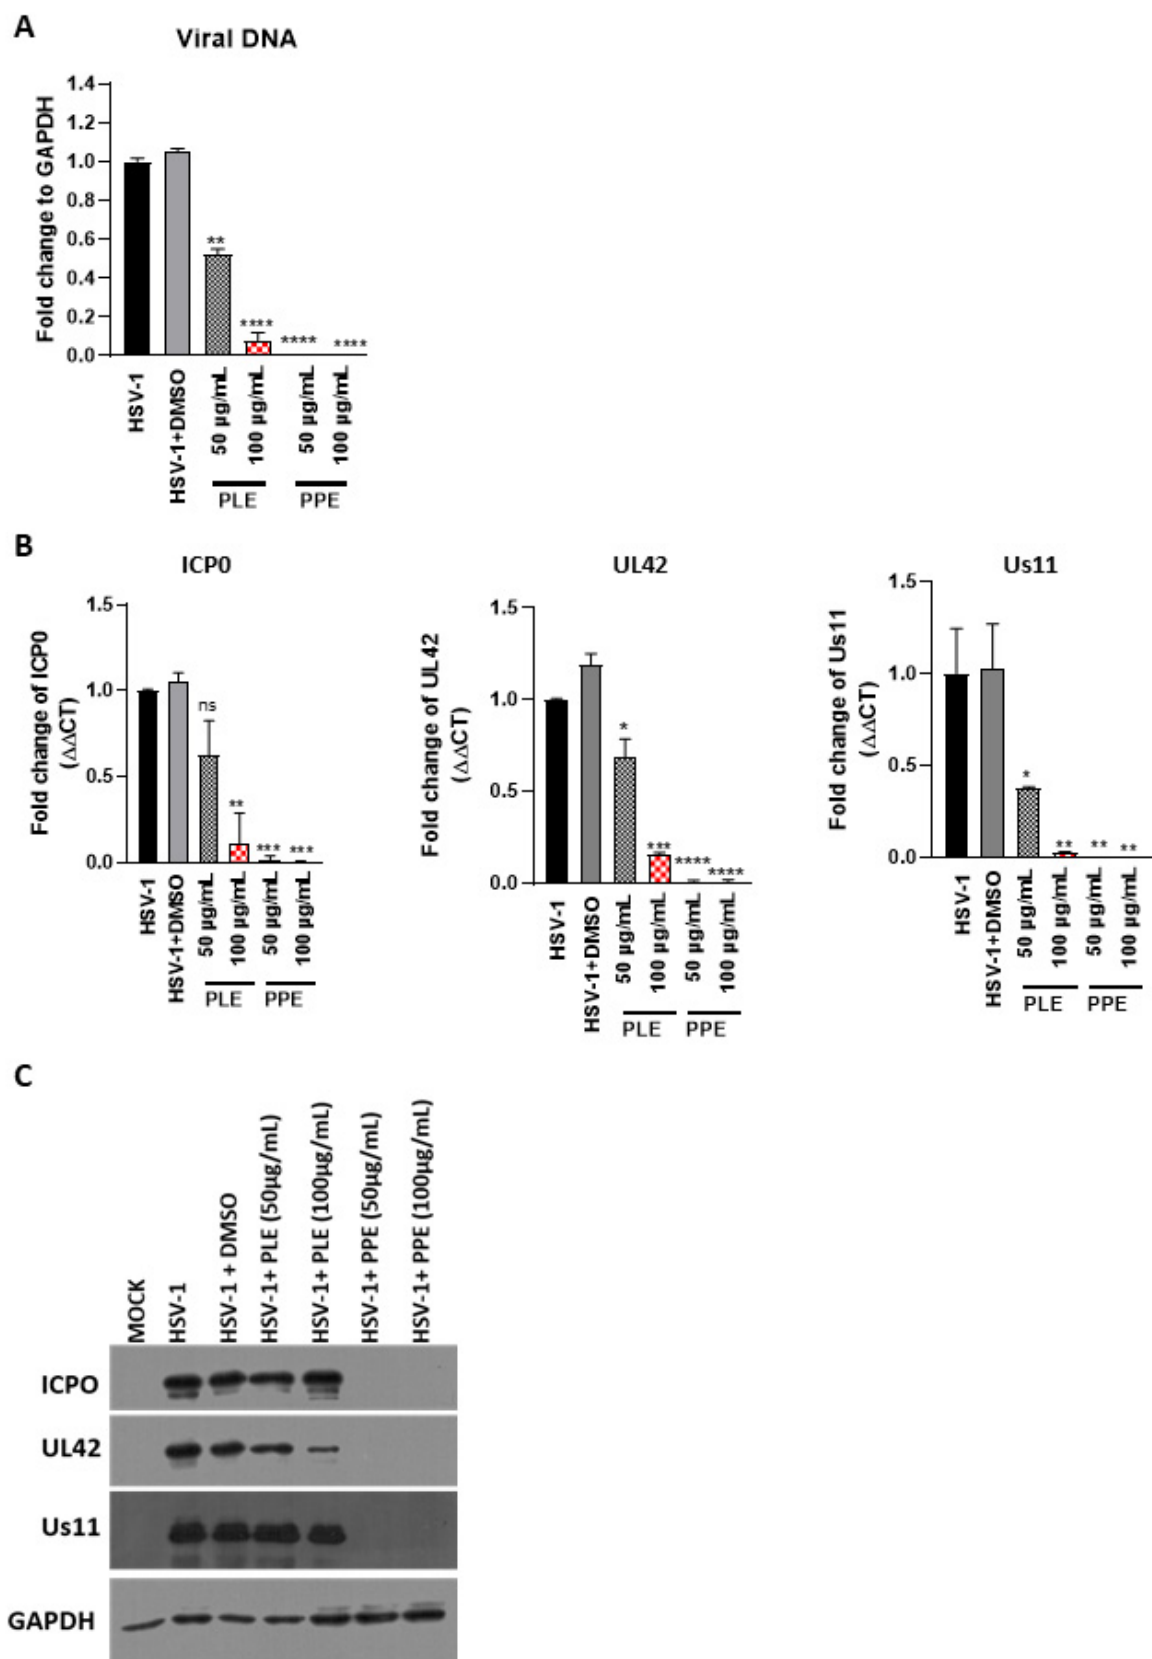 A
Viral DNA
Fold change to GAPDH
1.4
1.2
1.0
0.8
0.6
0.4
0.2
0.0
**
****
****
****
HSV-1
HSV-1+DMSO
50 µg/mL
100 µg/mL
50 µg/mL
100 µg/mL
PLE
PPE
B
ICP0
Fold change of ICP0
(ΔΔCT)
1.5
1.0
0.5
0.0
ns
**
***
***
HSV-1
HSV-1+DMSO
50 µg/mL
100 µg/mL
50 µg/mL
100 µg/mL
PLE
PPE
UL42
Fold change of UL42
(ΔΔCT)
1.5
1.0
0.5
0.0
*
***
****
****
HSV-1
HSV-1+DMSO
50 µg/mL
100 µg/mL
50 µg/mL
100 µg/mL
PLE
PPE
Us11
Fold change of Us11
(ΔΔCT)
1.5
1.0
0.5
0.0
*
**
**
**
HSV-1
HSV-1+DMSO
50 µg/mL
100 µg/mL
50 µg/mL
100 µg/mL
PLE
PPE
C
MOCK
HSV-1
HSV-1 + DMSO
HSV-1+ PLE (50µg/mL)
HSV-1+ PLE (100µg/mL)
HSV-1+ PPE (50µg/mL)
HSV-1+ PPE (100µg/mL)
ICPO
UL42
Us11
GAPDH